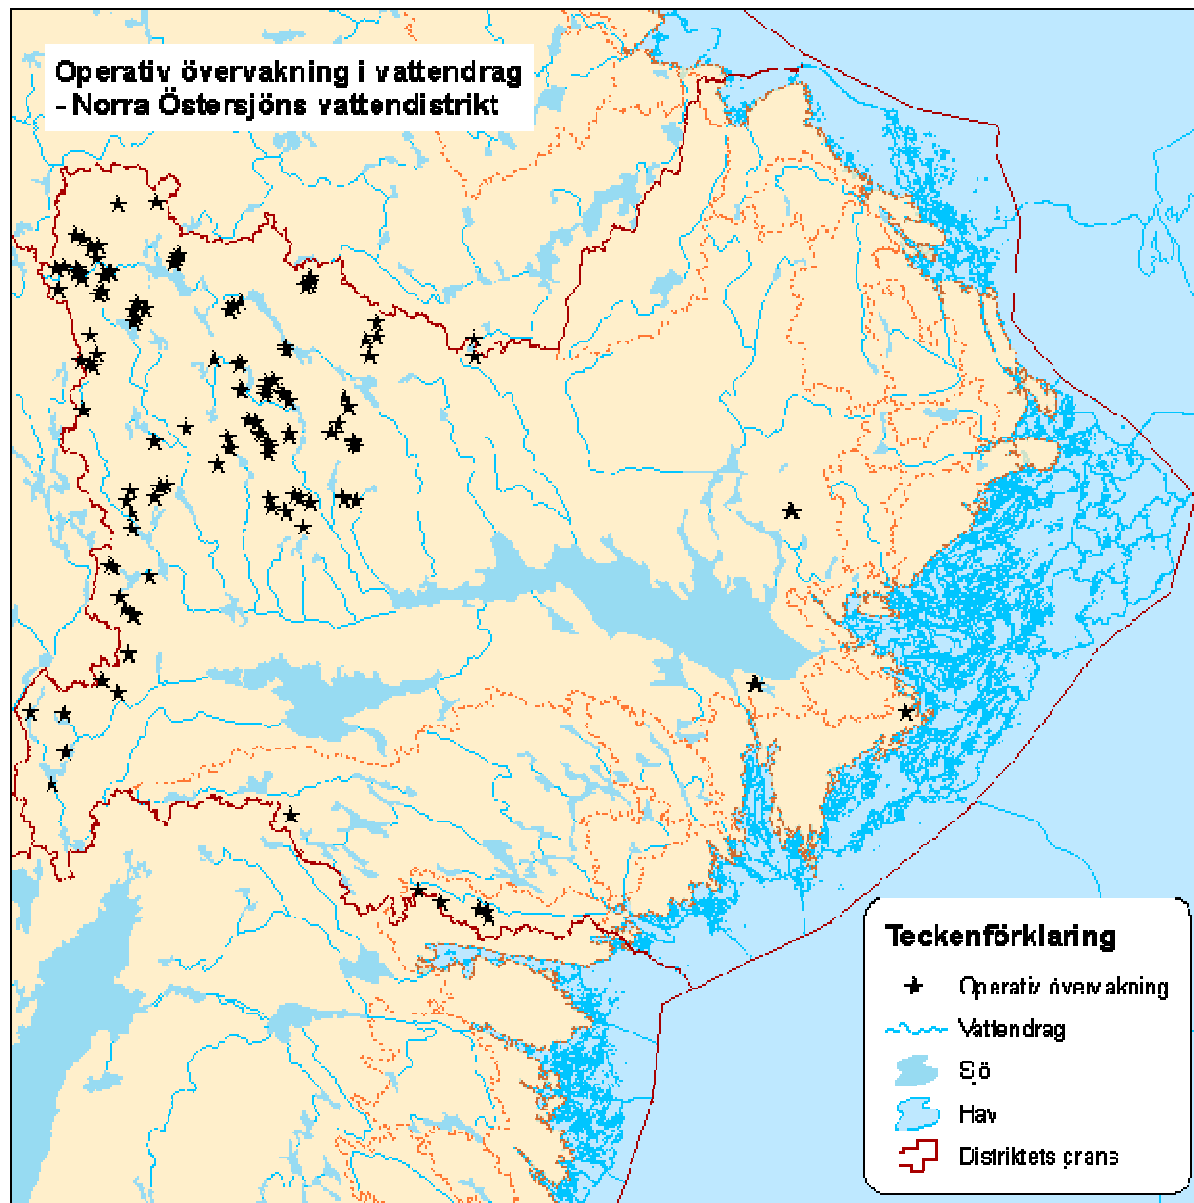 Operativ övervakning i vattendrag
- Norra Östersjöns vattendistrikt
Teckenförklaring
Operativ övervakning
Vattendrag
Sjö
Hav
Distriktets gräns